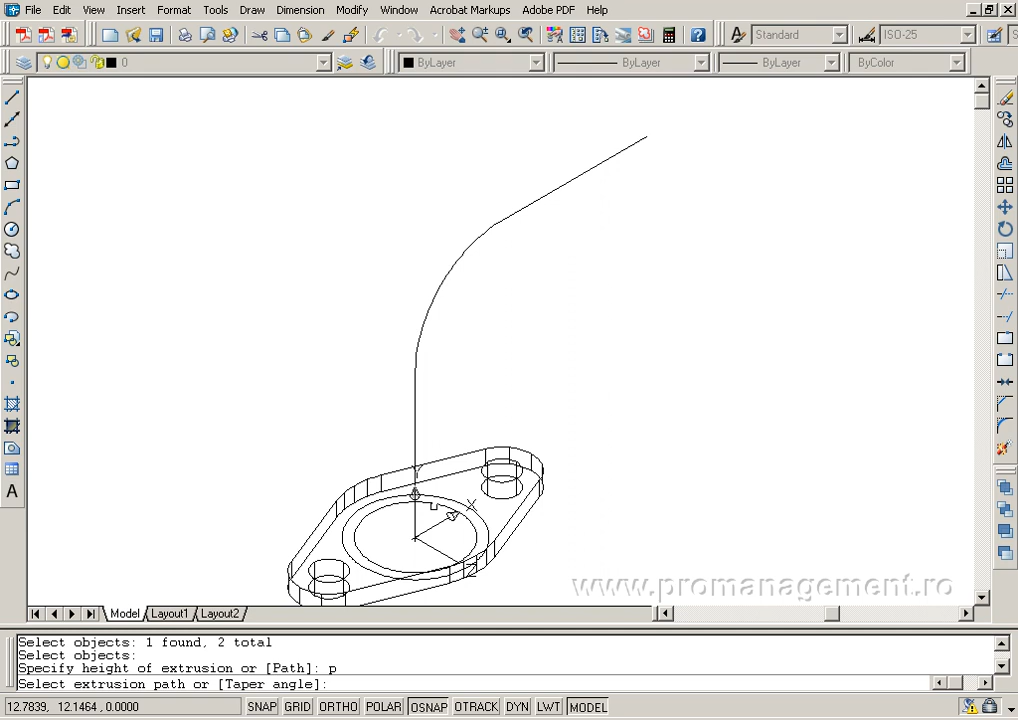 File Edit View Insert Format Tools Draw Dimension Modify Window Acrobat Markups Adobe PDF Help
Standard ISO-25
0 ByLayer ByLayer ByLayer ByColor
Y
X
Z
www.promanagement.ro
Model Layout1 Layout2
Select objects: 1 found, 2 total
Select objects:
Specify height of extrusion or [Path]: p
Select extrusion path or [Taper angle]:
12.7839, 12.1464 , 0.0000 SNAP GRID ORTHO POLAR OSNAP OTRACK DYN LWT MODEL